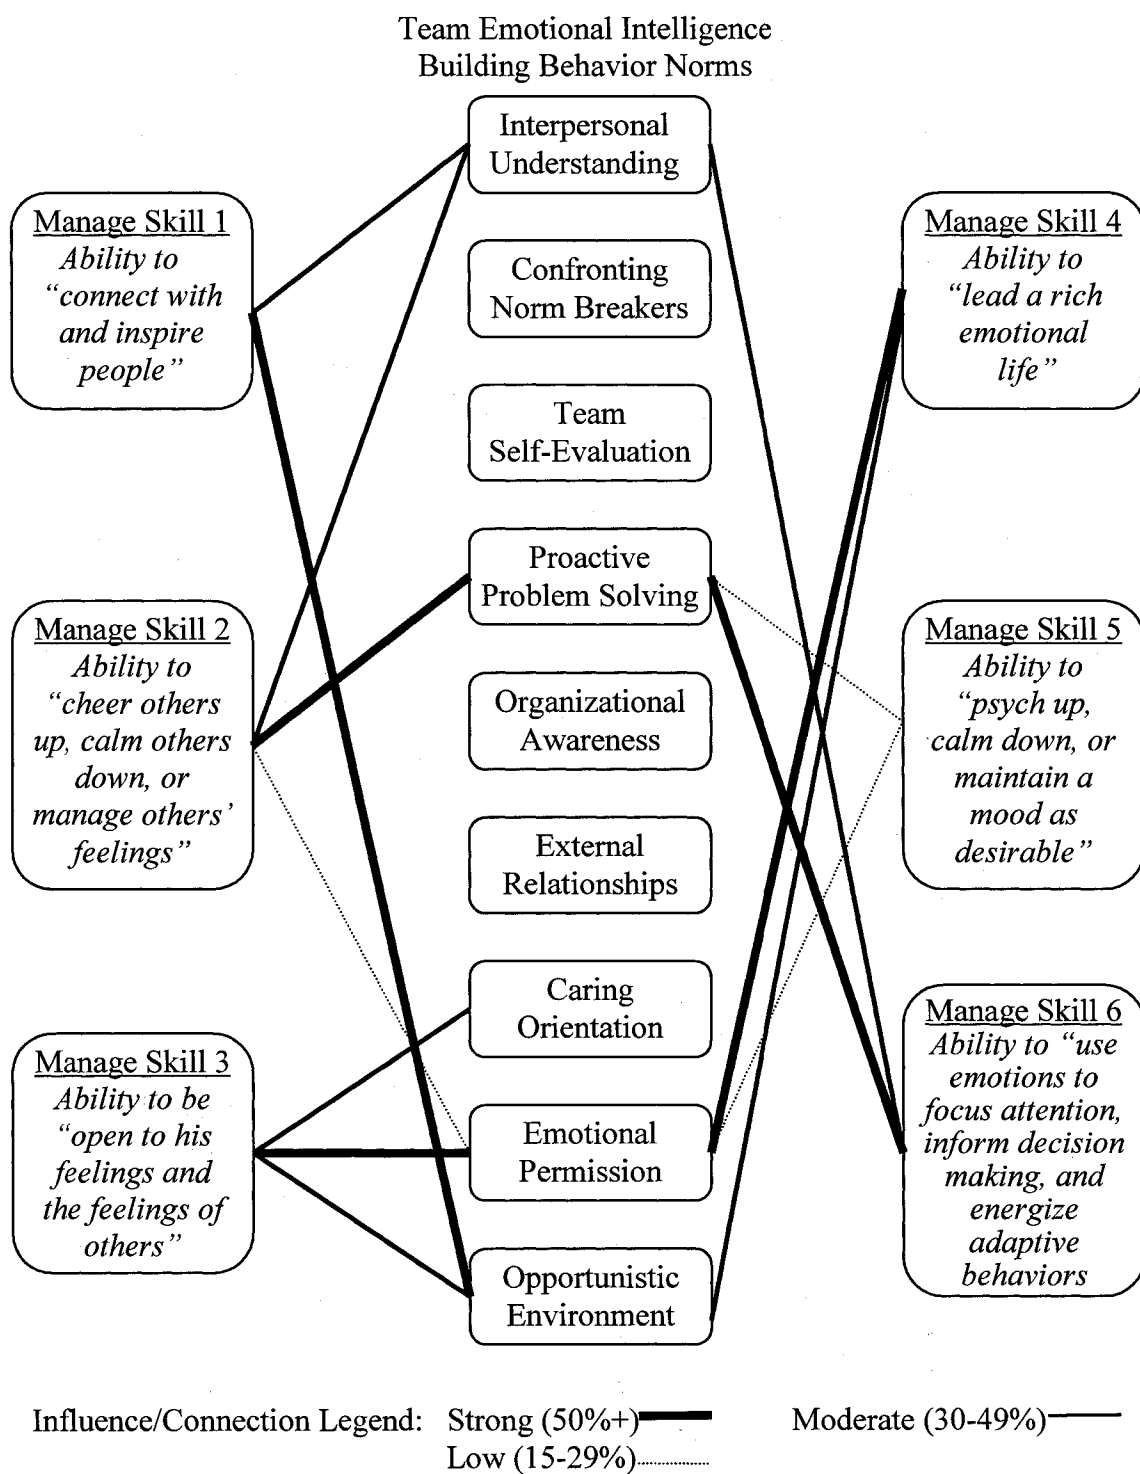 Team Emotional Intelligence
Building Behavior Norms
Interpersonal
Understanding
Confronting
Norm Breakers
Team
Self-Evaluation
Proactive
Problem Solving
Organizational
Awareness
External
Relationships
Caring
Orientation
Emotional
Permission
Opportunistic
Environment
Manage Skill 1
Ability to
“connect with
and inspire
people”
Manage Skill 2
Ability to
“cheer others
up, calm others
down, or
manage others’
feelings”
Manage Skill 3
Ability to be
“open to his
feelings and
the feelings of
others”
Manage Skill 4
Ability to
“lead a rich
emotional
life”
Manage Skill 5
Ability to
“psych up,
calm down, or
maintain a
mood as
desirable”
Manage Skill 6
Ability to “use
emotions to
focus attention,
inform decision
making, and
energize
adaptive
behaviors
Influence/Connection Legend: Strong (50%+) Moderate (30-49%)
Low (15-29%)